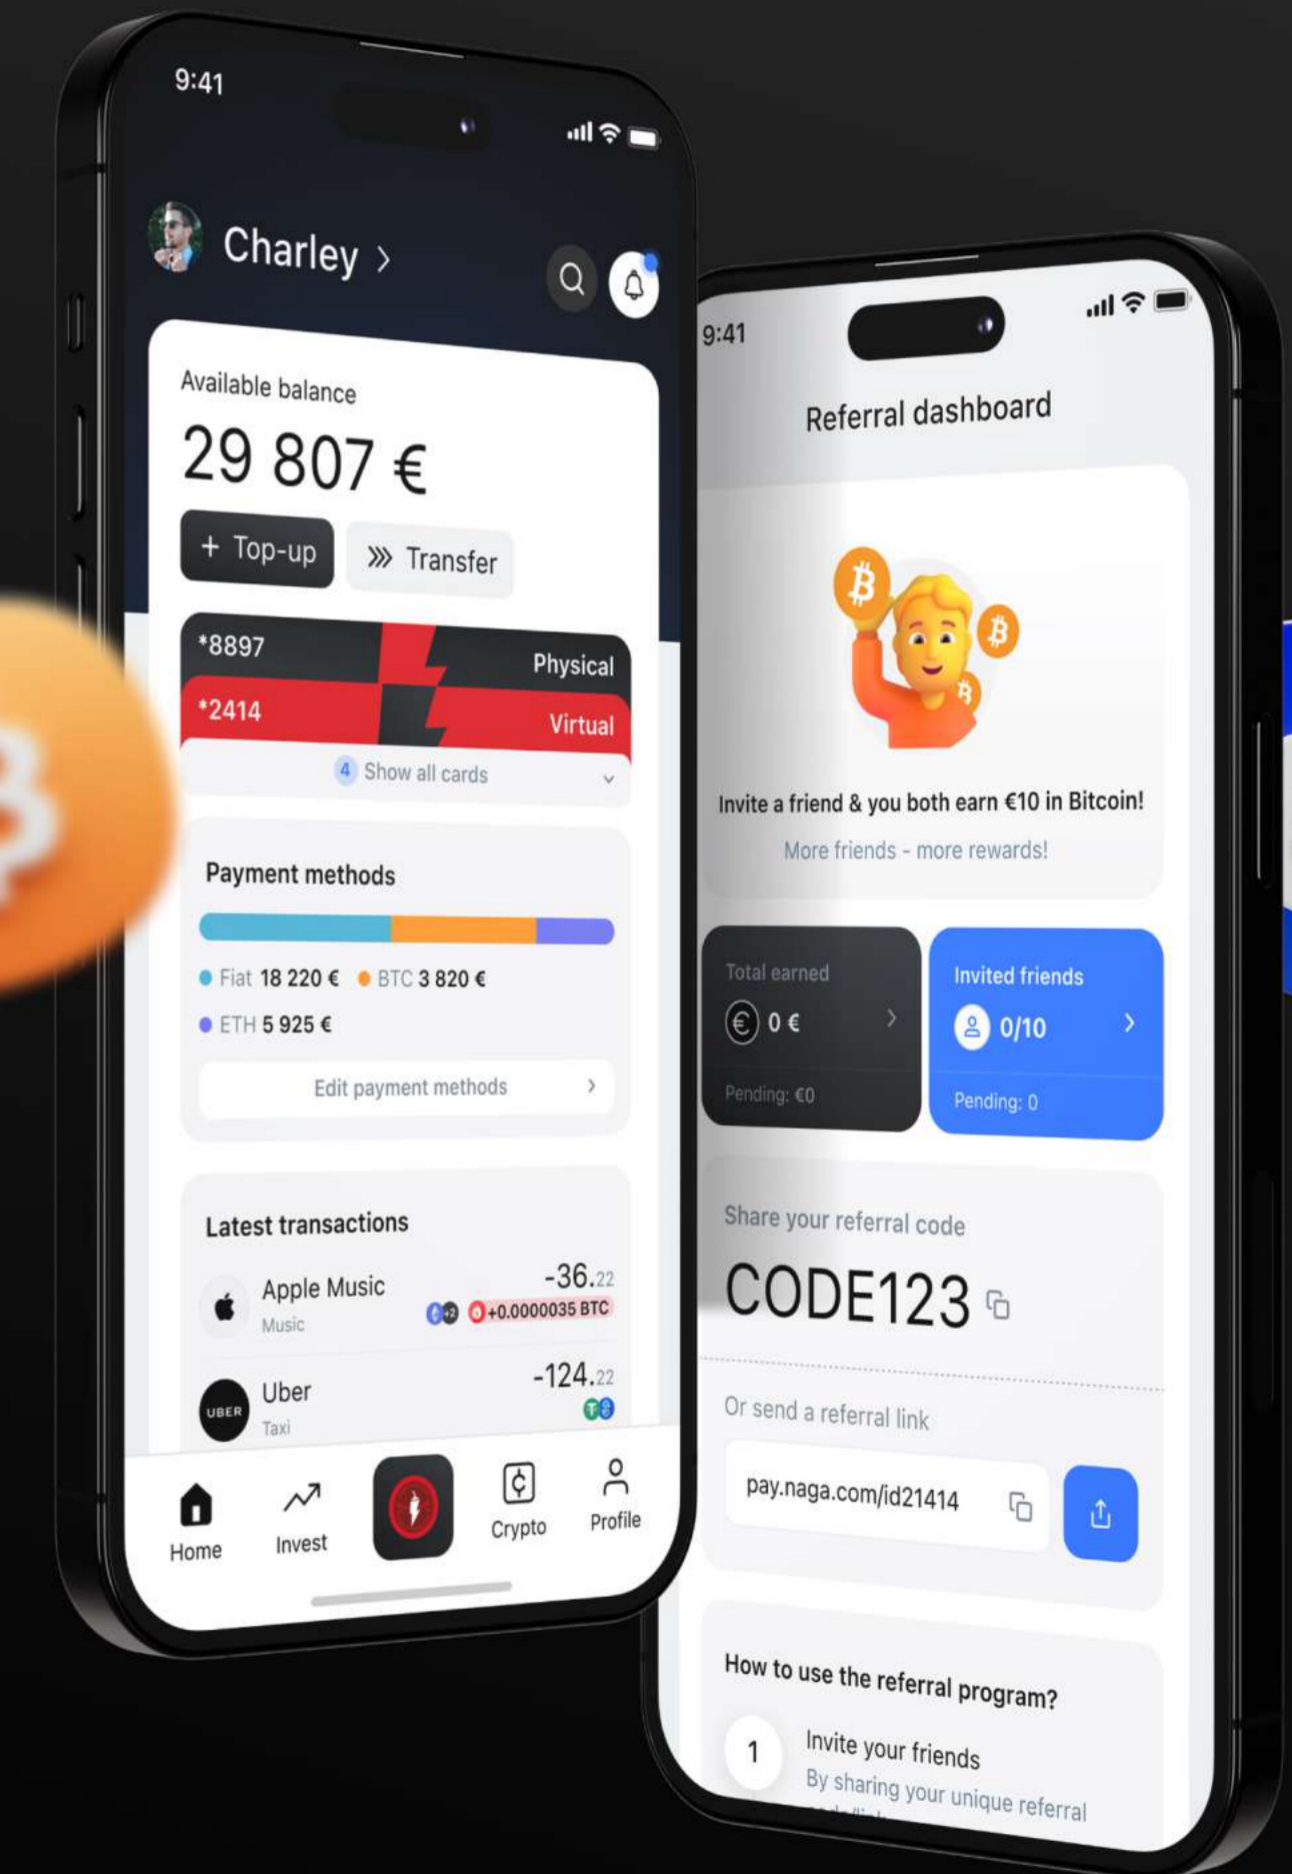 9:41
Charley
Available balance
29 807 €
+ Top-up
Transfer
*8897
Physical
*2414
Virtual
4 Show all cards
Payment methods
Fiat 18 220 € BTC 3 820 €
ETH 5 925 €
Edit payment methods
Latest transactions
Apple Music -36.22
Music +2 +0.0000035 BTC
UBER Uber -124.22
Taxi
Home
Invest
Crypto
Profile
9:41
Referral dashboard
Invite a friend & you both earn €10 in Bitcoin!
More friends - more rewards!
Total earned
€ 0 €
Pending: €0
Invited friends
0/10
Pending: 0
Share your referral code
CODE123
Or send a referral link
pay.naga.com/id21414
How to use the referral program?
1 Invite your friends
By sharing your unique referral